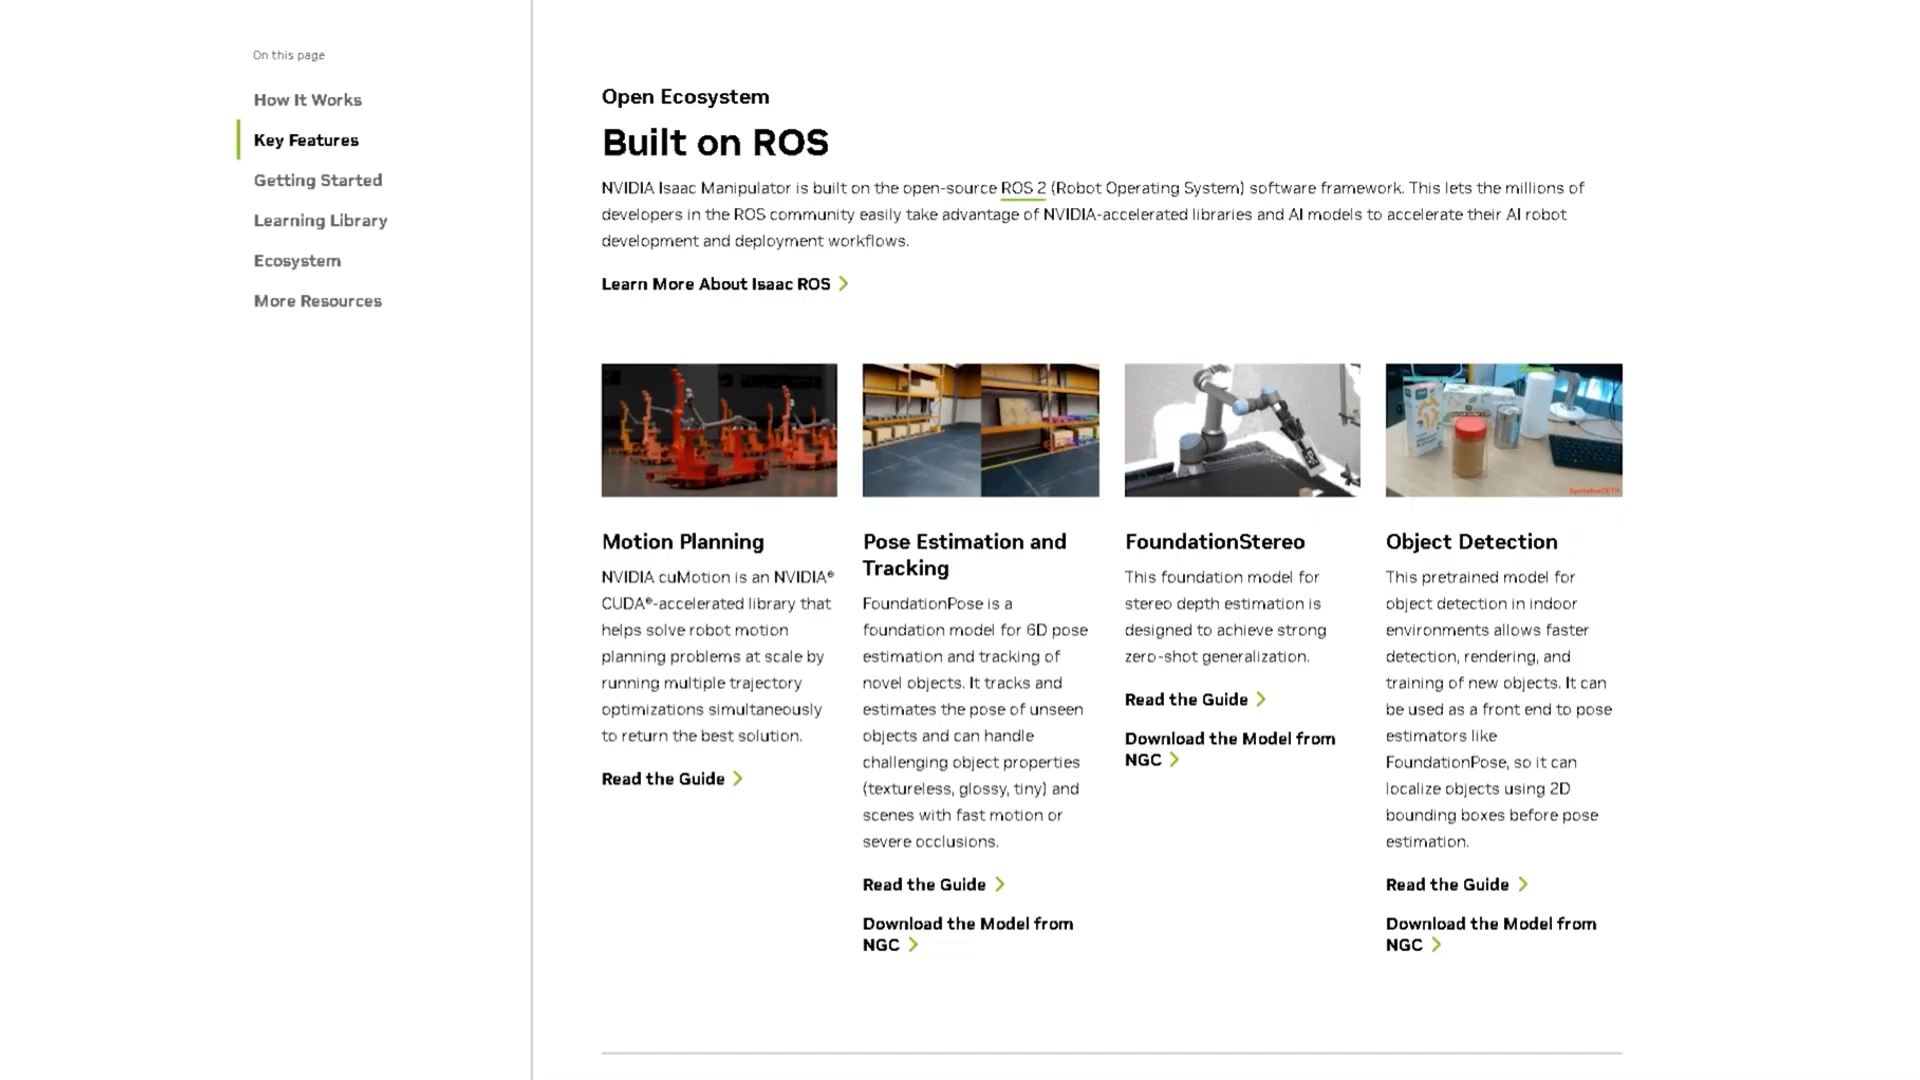 On this page
How It Works
Key Features
Getting Started
Learning Library
Ecosystem
More Resources
Open Ecosystem
Built on ROS
NVIDIA Isaac Manipulator is built on the open-source ROS 2 (Robot Operating System) software framework. This lets the millions of
developers in the ROS community easily take advantage of NVIDIA-accelerated libraries and AI models to accelerate their AI robot
development and deployment workflows.
Learn More About Isaac ROS
Motion Planning
NVIDIA cuMotion is an NVIDIA®
CUDA®-accelerated library that
helps solve robot motion
planning problems at scale by
running multiple trajectory
optimizations simultaneously
to return the best solution.
Read the Guide
Pose Estimation and
Tracking
FoundationPose is a
foundation model for 6D pose
estimation and tracking of
novel objects. It tracks and
estimates the pose of unseen
objects and can handle
challenging object properties
(textureless, glossy, tiny) and
scenes with fast motion or
severe occlusions.
Read the Guide
Download the Model from
NGC
FoundationStereo
This foundation model for
stereo depth estimation is
designed to achieve strong
zero-shot generalization.
Read the Guide
Download the Model from
NGC
Object Detection
This pretrained model for
object detection in indoor
environments allows faster
detection, rendering, and
training of new objects. It can
be used as a front end to pose
estimators like
FoundationPose, so it can
localize objects using 2D
bounding boxes before pose
estimation.
Read the Guide
Download the Model from
NGC